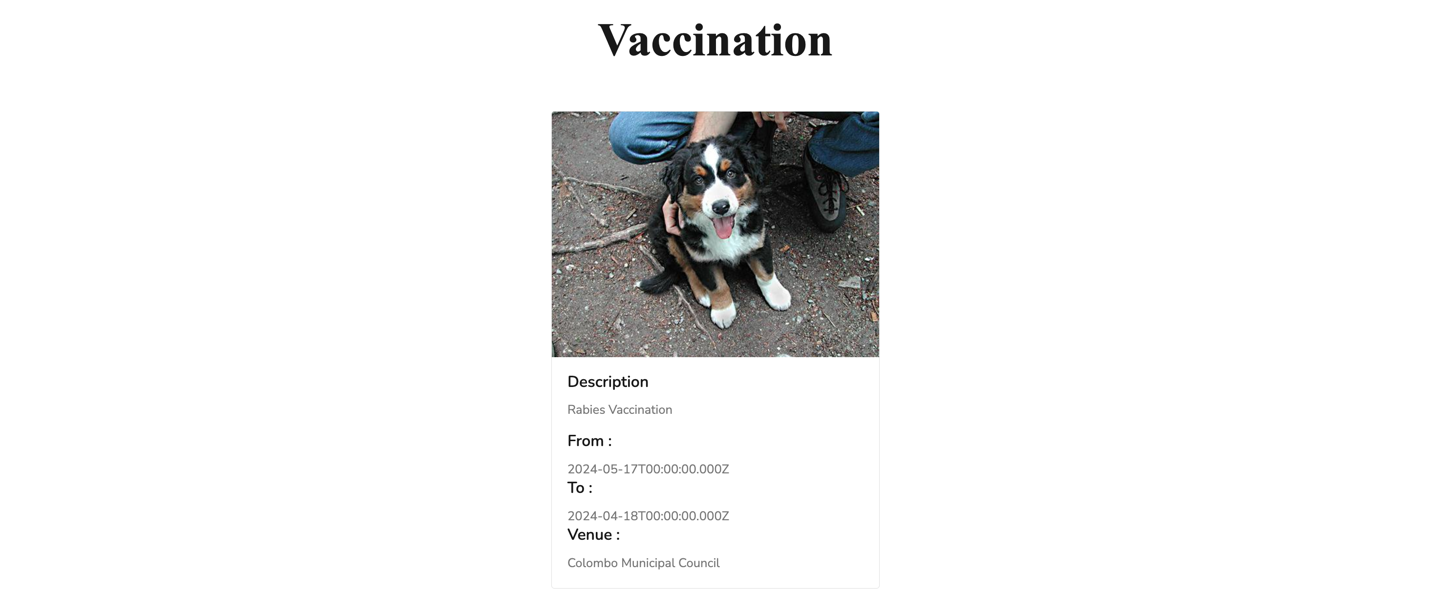 Vaccination
Description
Rabies Vaccination
From :
2024-05-17T00:00:00.000Z
To :
2024-04-18T00:00:00.000Z
Venue :
Colombo Municipal Council